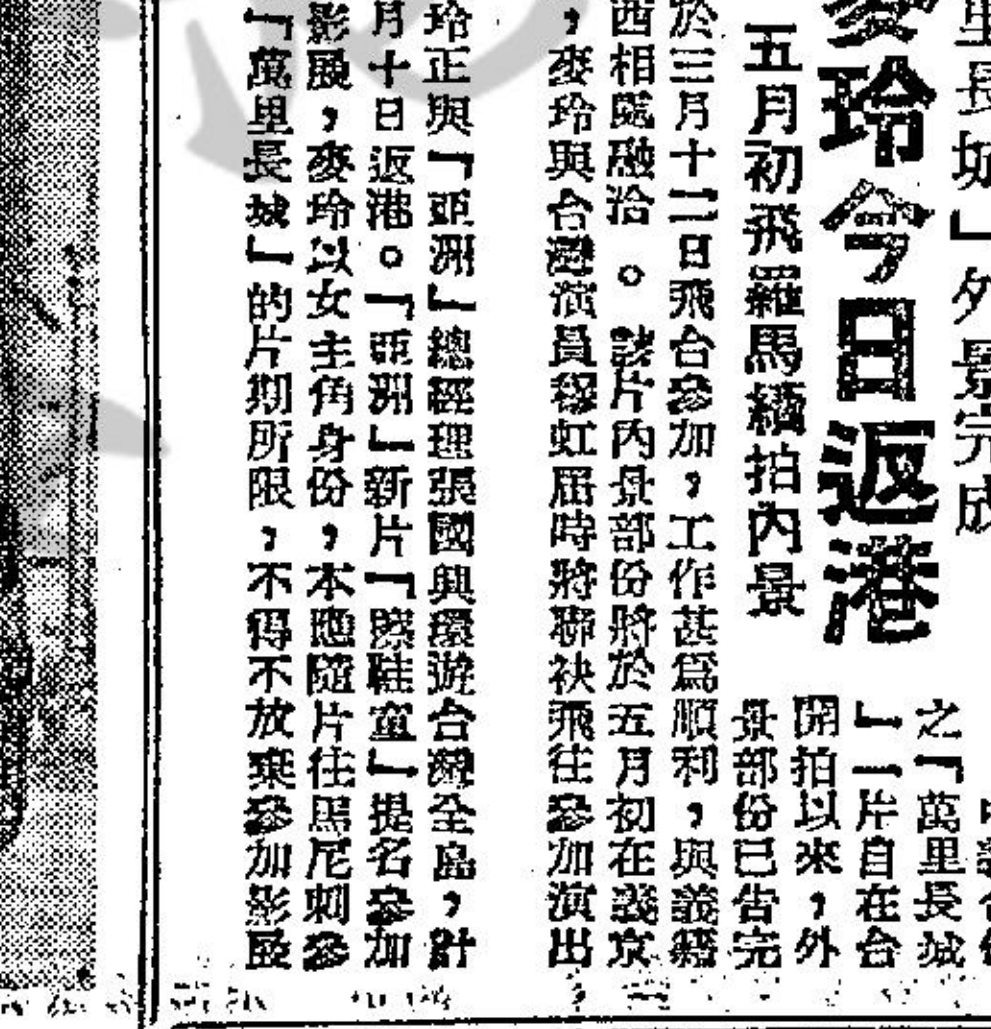 里長城」外景完成
麥玲今日返港
五月初飛羅馬續拍內景
之「萬里長城
」一片自在台
開拍以來，外
景部份已告完
於三月十二日飛台參加，工作甚爲順利，與義籍
西相處融洽。該片內景部份將於五月初在義京
，麥玲與台灣演員穆虹屆時將聯袂飛往參加演出
玲正與「亞洲」總經理張國興環遊台灣全島，計
月十日返港。「亞洲」新片「擦鞋童」提名參加
影展，麥玲以女主角身份，本應隨片往馬尼剌參
「萬里長城」的片期所限，不得不放棄參加影展